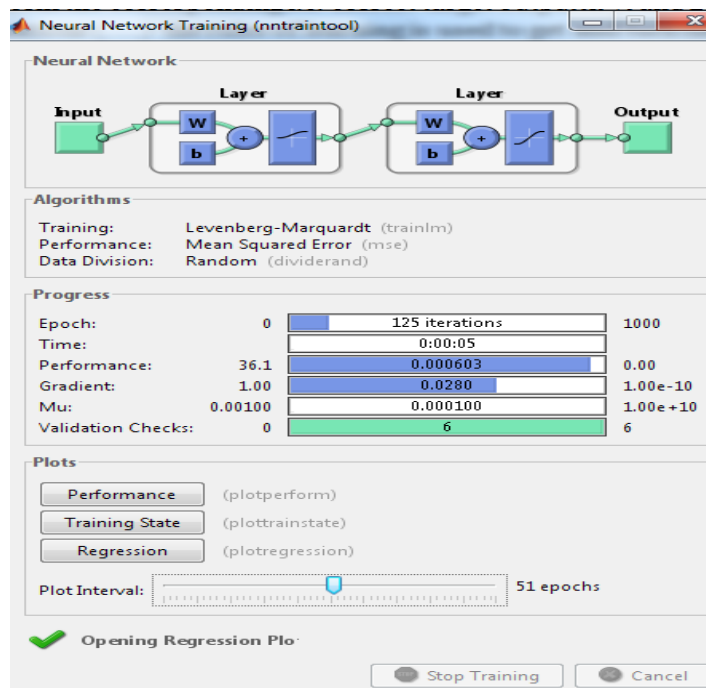 Neural Network Training (nntraintool)
Neural Network
Layer Layer
Input Output
W W
b b
+ +
Algorithms
Training: Levenberg-Marquardt (trainlm)
Performance: Mean Squared Error (mse)
Data Division: Random (dividerand)
Progress
Epoch: 0 125 iterations 1000
Time: 0:00:05
Performance: 36.1 0.000603 0.00
Gradient: 1.00 0.0280 1.00e-10
Mu: 0.00100 0.000100 1.00e+10
Validation Checks: 0 6 6
Plots
Performance (plotperform)
Training State (plottrainstate)
Regression (plotregression)
Plot Interval: 51 epochs
Opening Regression Plo
Stop Training Cancel